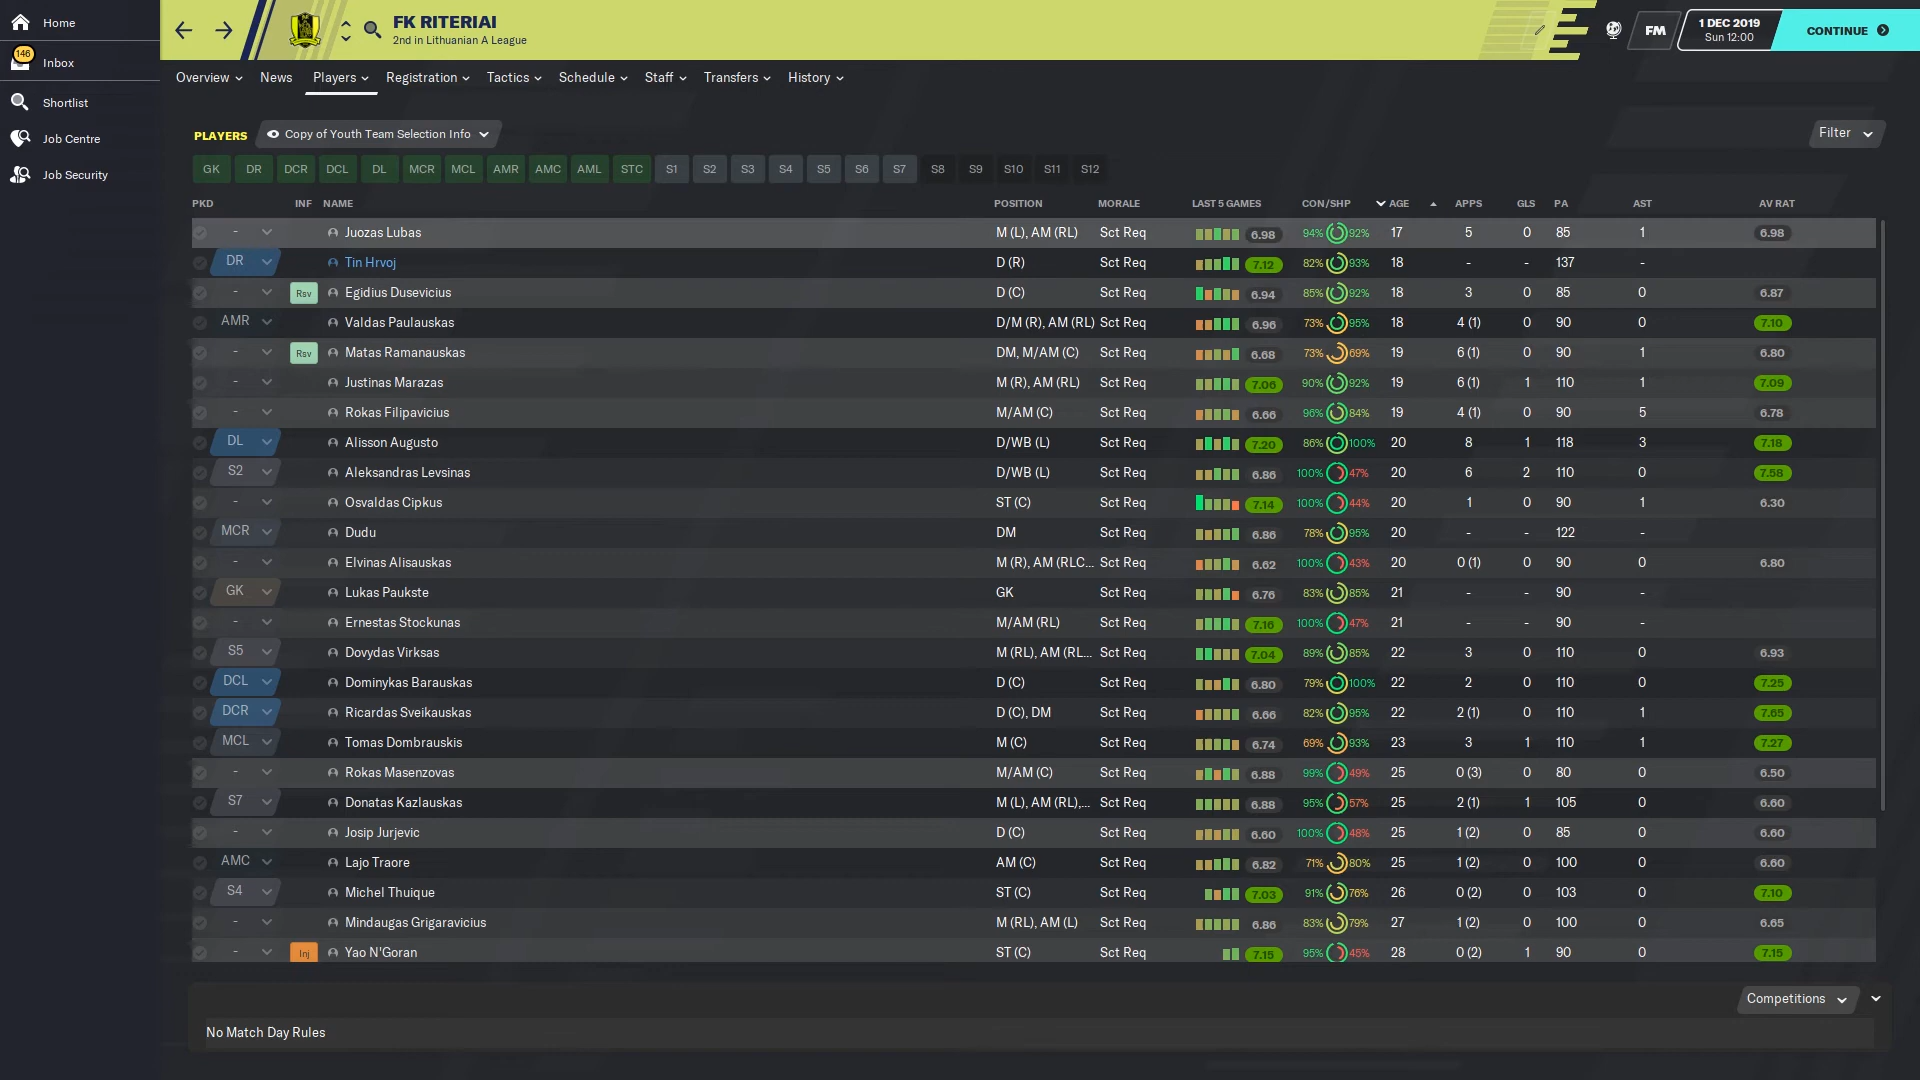 Home
146
Inbox
Shortlist
Job Centre
Job Security
FK RITERIAI
2nd in Lithuanian A League
FM
1 DEC 2019
Sun 12:00
CONTINUE
Overview News Players Registration Tactics Schedule Staff Transfers History
PLAYERS Copy of Youth Team Selection Info Filter
GK DR DCR DCL DL MCR MCL AMR AMC AML STC S1 S2 S3 S4 S5 S6 S7 S8 S9 S10 S11 S12
PKD INF NAME POSITION MORALE LAST 5 GAMES CON/SHP AGE APPS GLS PA AST AV RAT
- Juozas Lubas M (L), AM (RL) Sct Req 6.98 94% 92% 17 5 0 85 1 6.98
DR Tin Hrvoj D (R) Sct Req 7.12 82% 93% 18 - - 137 -
- Rsv Egidius Dusevicius D (C) Sct Req 6.94 85% 92% 18 3 0 85 0 6.87
AMR Valdas Paulauskas D/M (R), AM (RL) Sct Req 6.96 73% 95% 18 4 (1) 0 90 0 7.10
- Rsv Matas Ramanauskas DM, M/AM (C) Sct Req 6.68 73% 69% 19 6 (1) 0 90 1 6.80
- Justinas Marazas M (R), AM (RL) Sct Req 7.06 90% 92% 19 6 (1) 1 110 1 7.09
- Rokas Filipavicius M/AM (C) Sct Req 6.66 96% 84% 19 4 (1) 0 90 5 6.78
DL Alisson Augusto D/WB (L) Sct Req 7.20 86% 100% 20 8 1 118 3 7.18
S2 Aleksandras Levsinas D/WB (L) Sct Req 6.86 100% 47% 20 6 2 110 0 7.58
- Osvaldas Cipkus ST (C) Sct Req 7.14 100% 44% 20 1 0 90 1 6.30
MCR Dudu DM Sct Req 6.86 78% 95% 20 - - 122 -
- Elvinas Alisauskas M (R), AM (RLC... Sct Req 6.62 100% 43% 20 0 (1) 0 90 0 6.80
GK Lukas Paukste GK Sct Req 6.76 83% 85% 21 - - 90 -
- Ernestas Stockunas M/AM (RL) Sct Req 7.16 100% 47% 21 - - 90 -
S5 Dovydas Virksas M (RL), AM (RL... Sct Req 7.04 89% 85% 22 3 0 110 0 6.93
DCL Dominykas Barauskas D (C) Sct Req 6.80 79% 100% 22 2 0 110 0 7.25
DCR Ricardas Sveikauskas D (C), DM Sct Req 6.66 82% 95% 22 2 (1) 0 110 1 7.65
MCL Tomas Dombrauskis M (C) Sct Req 6.74 69% 93% 23 3 1 110 1 7.27
- Rokas Masenzovas M/AM (C) Sct Req 6.88 99% 49% 25 0 (3) 0 80 0 6.50
S7 Donatas Kazlauskas M (L), AM (RL),... Sct Req 6.88 95% 57% 25 2 (1) 1 105 0 6.60
- Josip Jurjevic D (C) Sct Req 6.60 100% 48% 25 1 (2) 0 85 0 6.60
AMC Lajo Traore AM (C) Sct Req 6.82 71% 80% 25 1 (2) 0 100 0 6.60
S4 Michel Thuique ST (C) Sct Req 7.03 91% 76% 26 0 (2) 0 103 0 7.10
- Mindaugas Grigaravicius M (RL), AM (L) Sct Req 6.86 83% 79% 27 1 (2) 0 100 0 6.65
- Inj Yao N'Goran ST (C) Sct Req 7.15 95% 45% 28 0 (2) 1 90 0 7.15
Competitions
No Match Day Rules